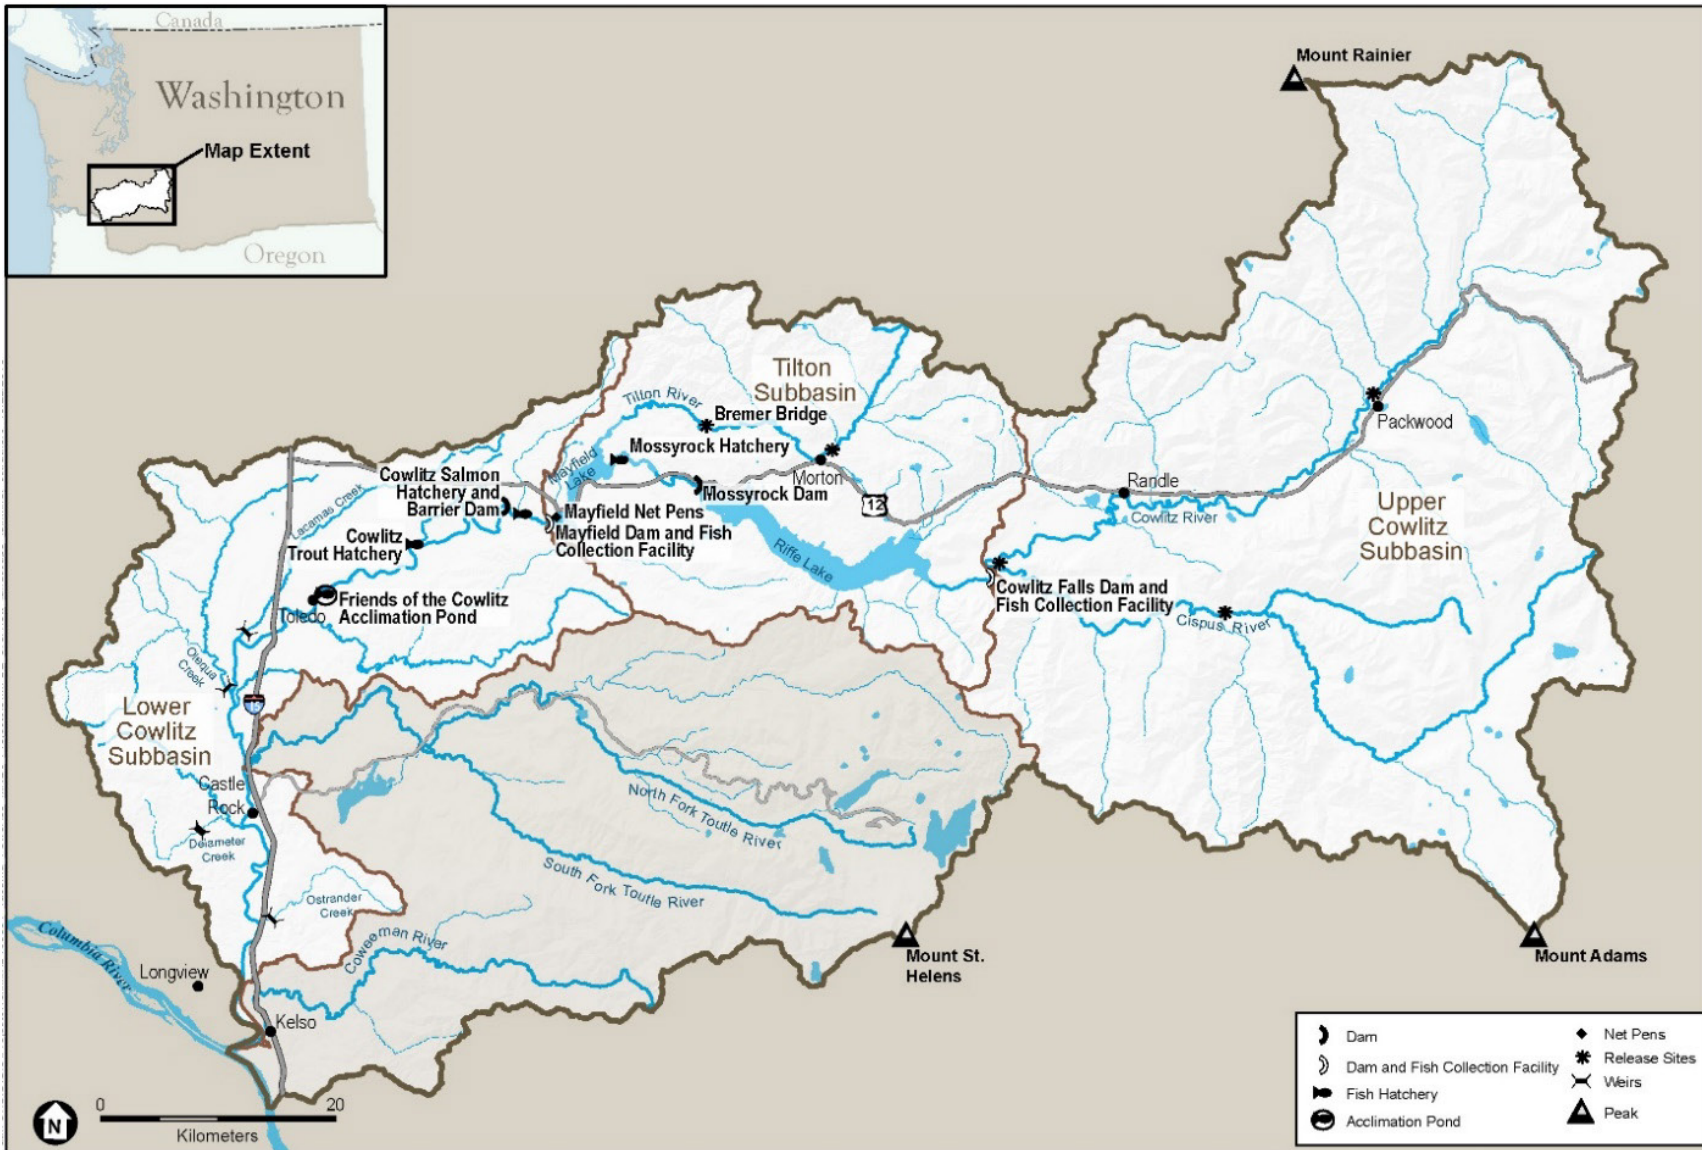 Canada
Washington
Map Extent
Oregon
Mount Rainier
Tilton
Subbasin
Tilton River
Bremer Bridge
Mossyrock Hatchery
Mayfield
Lake
Morton
Mossyrock Dam
12
Cowlitz Salmon
Hatchery and
Barrier Dam
Mayfield Net Pens
Mayfield Dam and Fish
Collection Facility
Lacamas Creek
Cowlitz
Trout Hatchery
Riffe Lake
Friends of the Cowlitz
Acclimation Pond
Toledo
Packwood
Randle
Cowlitz River
Upper
Cowlitz
Subbasin
Cowlitz Falls Dam and
Fish Collection Facility
Cispus River
Olequa
Creek
Lower
Cowlitz
Subbasin
Castle
Rock
Delameter
Creek
Ostrander
Creek
North Fork Toutle River
South Fork Toutle River
Coweeman River
Columbia River
Longview
Kelso
Mount St.
Helens
Mount Adams
0 20
Kilometers
N
Dam
Dam and Fish Collection Facility
Fish Hatchery
Acclimation Pond
Net Pens
Release Sites
Weirs
Peak